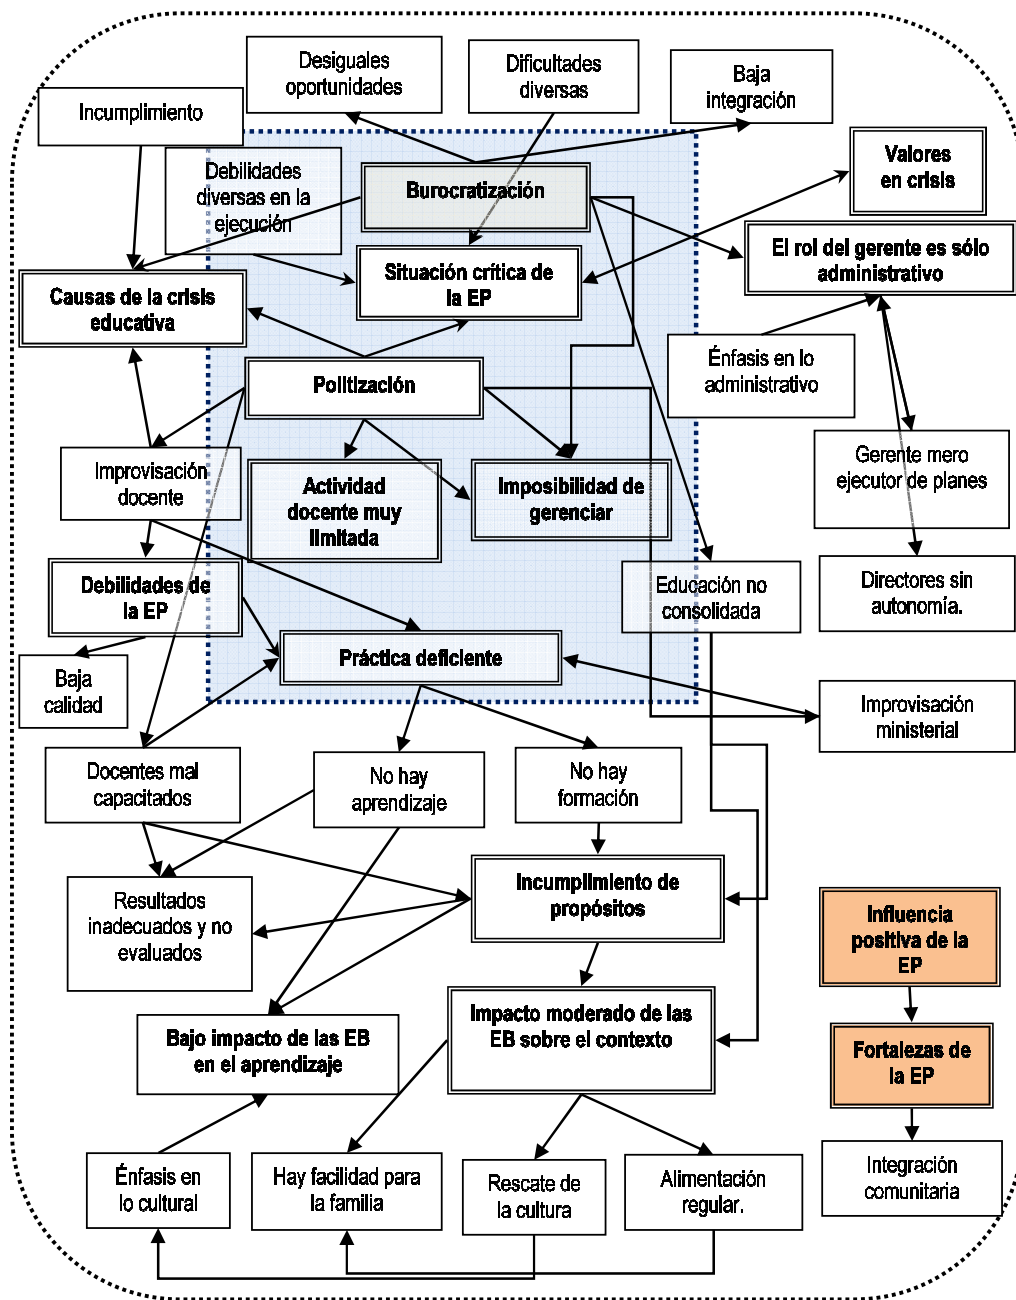 Desiguales
oportunidades
Dificultades
diversas
Baja
integración
Incumplimiento
Debilidades
diversas en la
ejecución
Burocratización
Valores
en crisis
El rol del gerente es sólo
administrativo
Situación crítica de
la EP
Causas de la crisis
educativa
Énfasis en lo
administrativo
Politización
Gerente mero
ejecutor de planes
Improvisación
docente
Actividad
docente muy
limitada
Imposibilidad de
gerenciar
Debilidades de
la EP
Educación no
consolidada
Directores sin
autonomía.
Práctica deficiente
Baja
calidad
Improvisación
ministerial
Docentes mal
capacitados
No hay
aprendizaje
No hay
formación
Resultados
inadecuados y no
evaluados
Incumplimiento de
propósitos
Influencia
positiva de la
EP
Bajo impacto de las EB
en el aprendizaje
Impacto moderado de las
EB sobre el contexto
Fortalezas de
la EP
Énfasis en
lo cultural
Hay facilidad para
la familia
Rescate de
la cultura
Alimentación
regular.
Integración
comunitaria